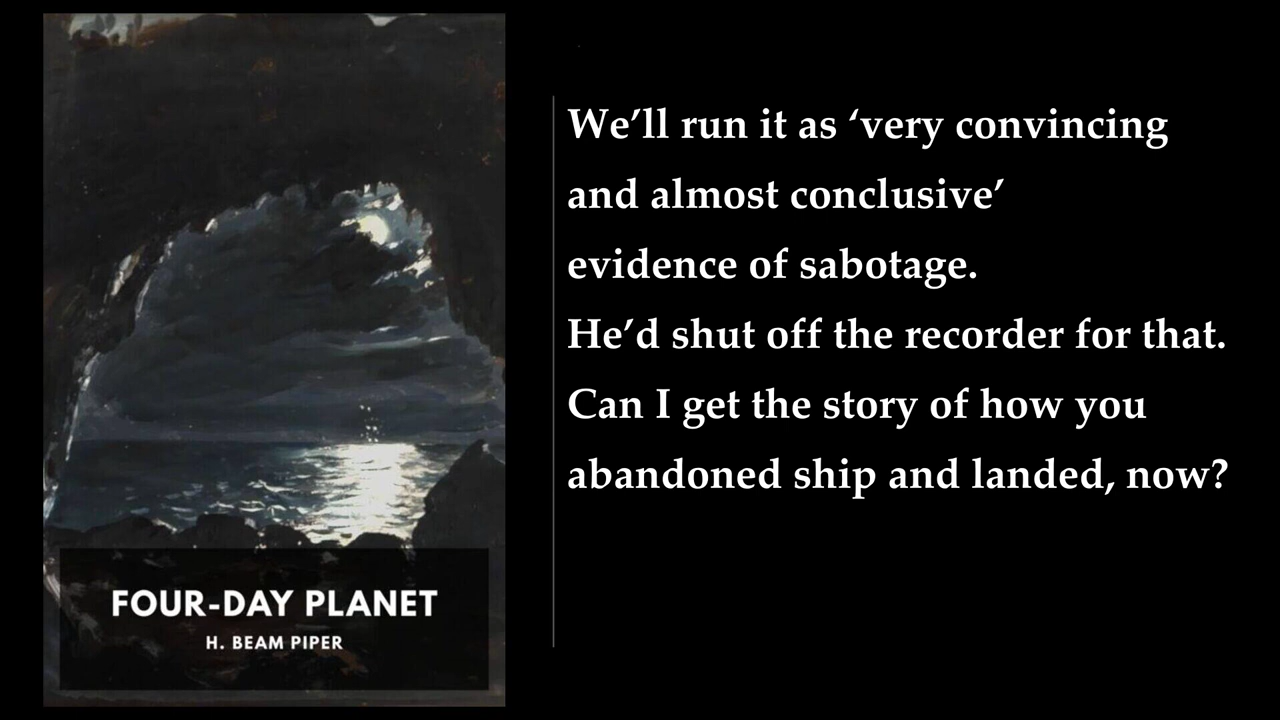 We’ll run it as ‘very convincing
and almost conclusive’
evidence of sabotage.
He’d shut off the recorder for that.
Can I get the story of how you
abandoned ship and landed, now?
FOUR-DAY PLANET
H. BEAM PIPER